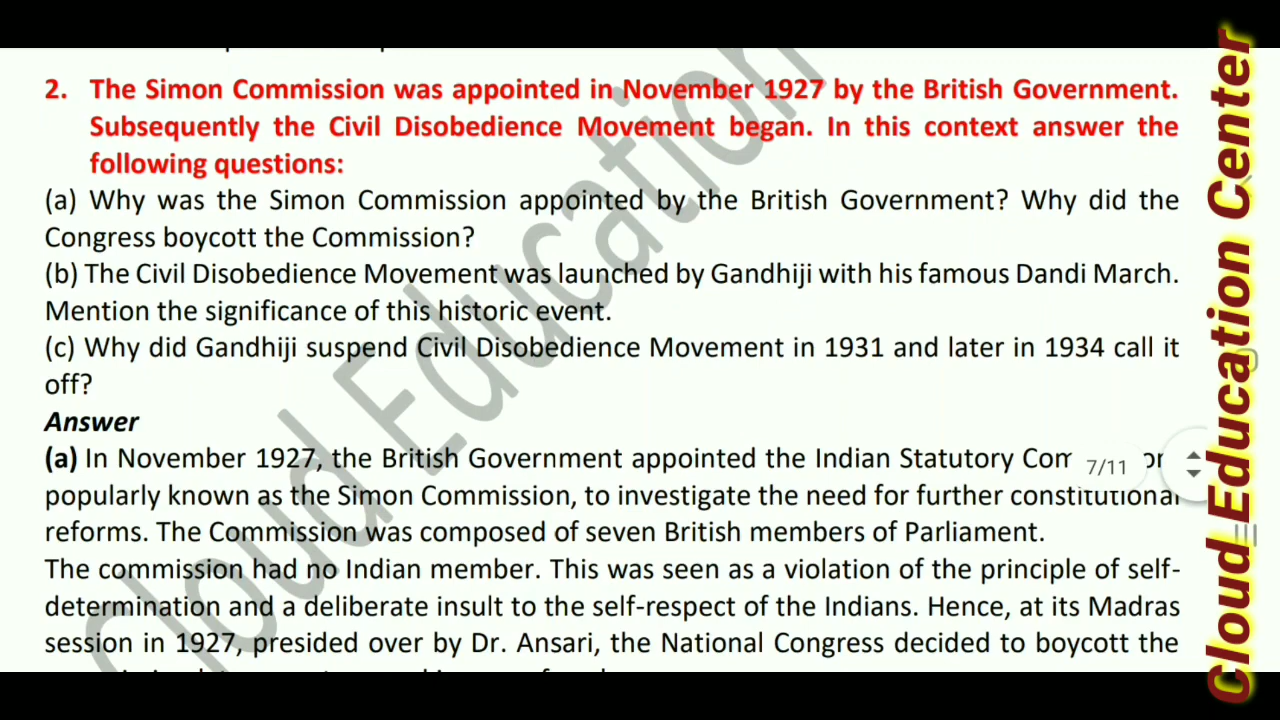 2. The Simon Commission was appointed in November 1927 by the British Government.
Subsequently the Civil Disobedience Movement began. In this context answer the
following questions:
(a) Why was the Simon Commission appointed by the British Government? Why did the
Congress boycott the Commission?
(b) The Civil Disobedience Movement was launched by Gandhiji with his famous Dandi March.
Mention the significance of this historic event.
(c) Why did Gandhiji suspend Civil Disobedience Movement in 1931 and later in 1934 call it
off?
Answer
(a) In November 1927, the British Government appointed the Indian Statutory Com
7/11
popularly known as the Simon Commission, to investigate the need for further constitutional
reforms. The Commission was composed of seven British members of Parliament.
The commission had no Indian member. This was seen as a violation of the principle of self-
determination and a deliberate insult to the self-respect of the Indians. Hence, at its Madras
session in 1927, presided over by Dr. Ansari, the National Congress decided to boycott the
Cloud Education
Cloud Education Center